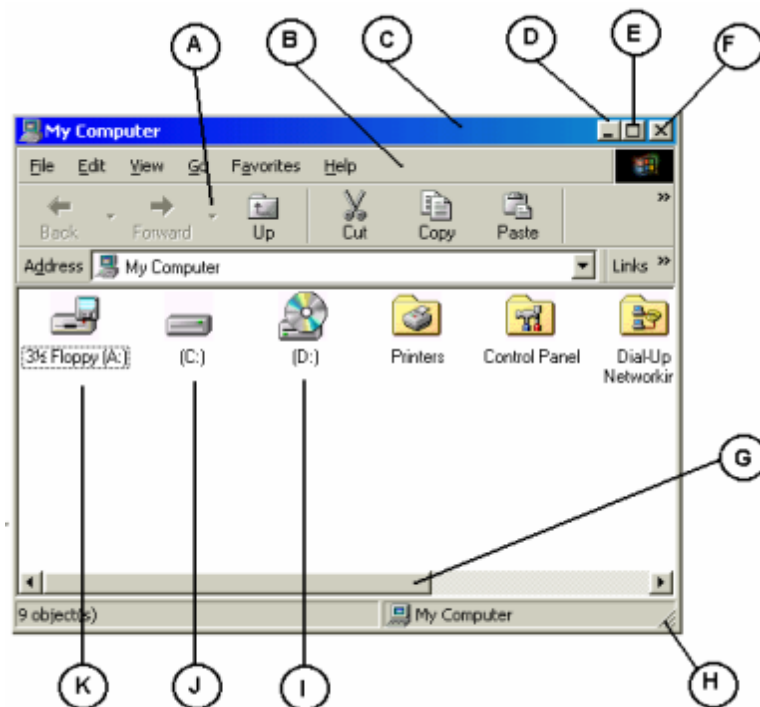 A B C D E F
My Computer
File Edit View Go Favorites Help
Back Forward Up Cut Copy Paste »
Address My Computer Links »
3½ Floppy (A:) (C:) (D:) Printers Control Panel Dial-Up
Networkir
G
9 object(s) My Computer
K J I H